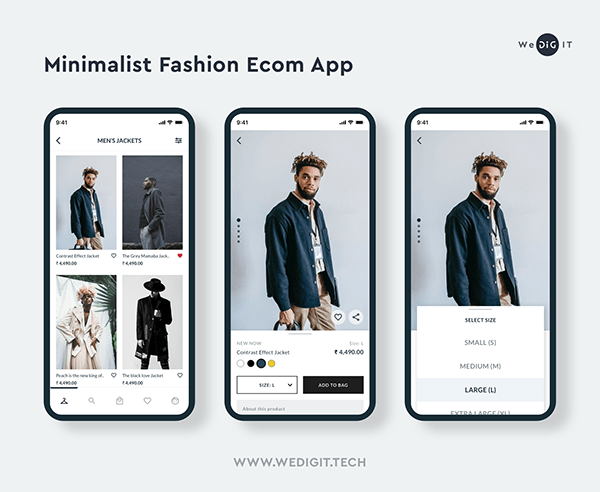 We DiG IT
Minimalist Fashion Ecom App
9:41
MEN'S JACKETS
Contrast Effect Jacket
₹ 4,490.00
The Grey Mamaba Jack..
₹ 4,490.00
Peach is the new king of..
₹ 4,490.00
The black love Jacket
₹ 4,490.00
9:41
NEW NOW
Size: L
Contrast Effect Jacket
₹ 4,490.00
SIZE: L
ADD TO BAG
About this product
9:41
SELECT SIZE
SMALL (S)
MEDIUM (M)
LARGE (L)
EXTRA LARGE (XL)
WWW.WEDIGIT.TECH